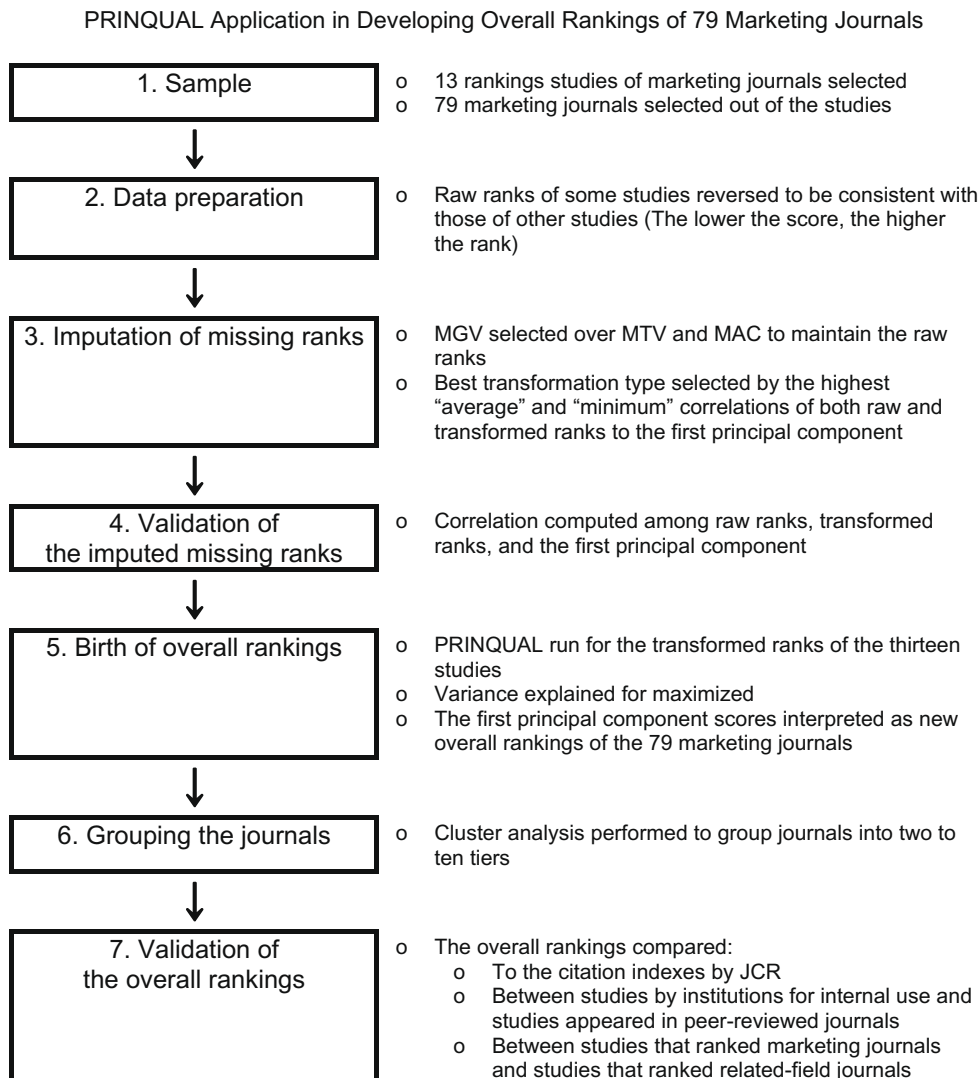 PRINQUAL Application in Developing Overall Rankings of 79 Marketing Journals
1. Sample
o 13 rankings studies of marketing journals selected
o 79 marketing journals selected out of the studies
2. Data preparation
o Raw ranks of some studies reversed to be consistent with
those of other studies (The lower the score, the higher
the rank)
3. Imputation of missing ranks
o MGV selected over MTV and MAC to maintain the raw
ranks
o Best transformation type selected by the highest
“average” and “minimum” correlations of both raw and
transformed ranks to the first principal component
4. Validation of
the imputed missing ranks
o Correlation computed among raw ranks, transformed
ranks, and the first principal component
5. Birth of overall rankings
o PRINQUAL run for the transformed ranks of the thirteen
studies
o Variance explained for maximized
o The first principal component scores interpreted as new
overall rankings of the 79 marketing journals
6. Grouping the journals
o Cluster analysis performed to group journals into two to
ten tiers
7. Validation of
the overall rankings
o The overall rankings compared:
o To the citation indexes by JCR
o Between studies by institutions for internal use and
studies appeared in peer-reviewed journals
o Between studies that ranked marketing journals
and studies that ranked related-field journals